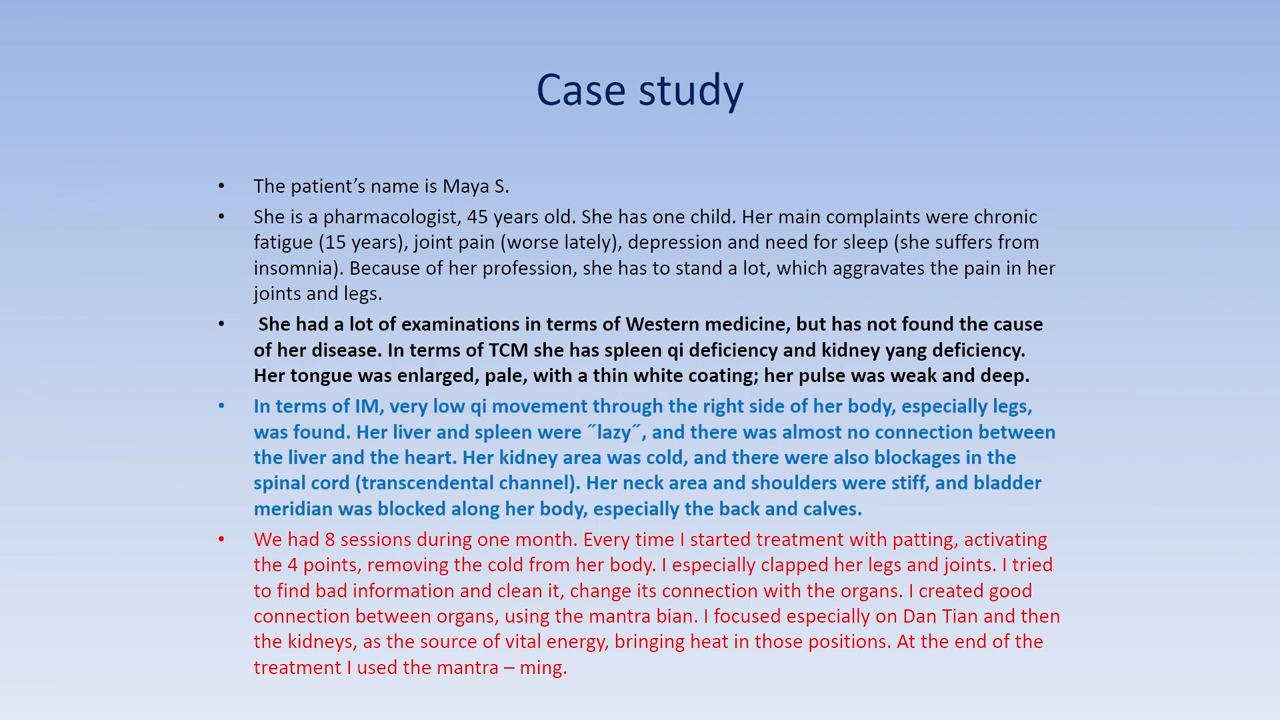 Case study
• The patient’s name is Maya S.
• She is a pharmacologist, 45 years old. She has one child. Her main complaints were chronic
fatigue (15 years), joint pain (worse lately), depression and need for sleep (she suffers from
insomnia). Because of her profession, she has to stand a lot, which aggravates the pain in her
joints and legs.
• She had a lot of examinations in terms of Western medicine, but has not found the cause
of her disease. In terms of TCM she has spleen qi deficiency and kidney yang deficiency.
Her tongue was enlarged, pale, with a thin white coating; her pulse was weak and deep.
• In terms of IM, very low qi movement through the right side of her body, especially legs,
was found. Her liver and spleen were ˝lazy˝, and there was almost no connection between
the liver and the heart. Her kidney area was cold, and there were also blockages in the
spinal cord (transcendental channel). Her neck area and shoulders were stiff, and bladder
meridian was blocked along her body, especially the back and calves.
• We had 8 sessions during one month. Every time I started treatment with patting, activating
the 4 points, removing the cold from her body. I especially clapped her legs and joints. I tried
to find bad information and clean it, change its connection with the organs. I created good
connection between organs, using the mantra bian. I focused especially on Dan Tian and then
the kidneys, as the source of vital energy, bringing heat in those positions. At the end of the
treatment I used the mantra – ming.